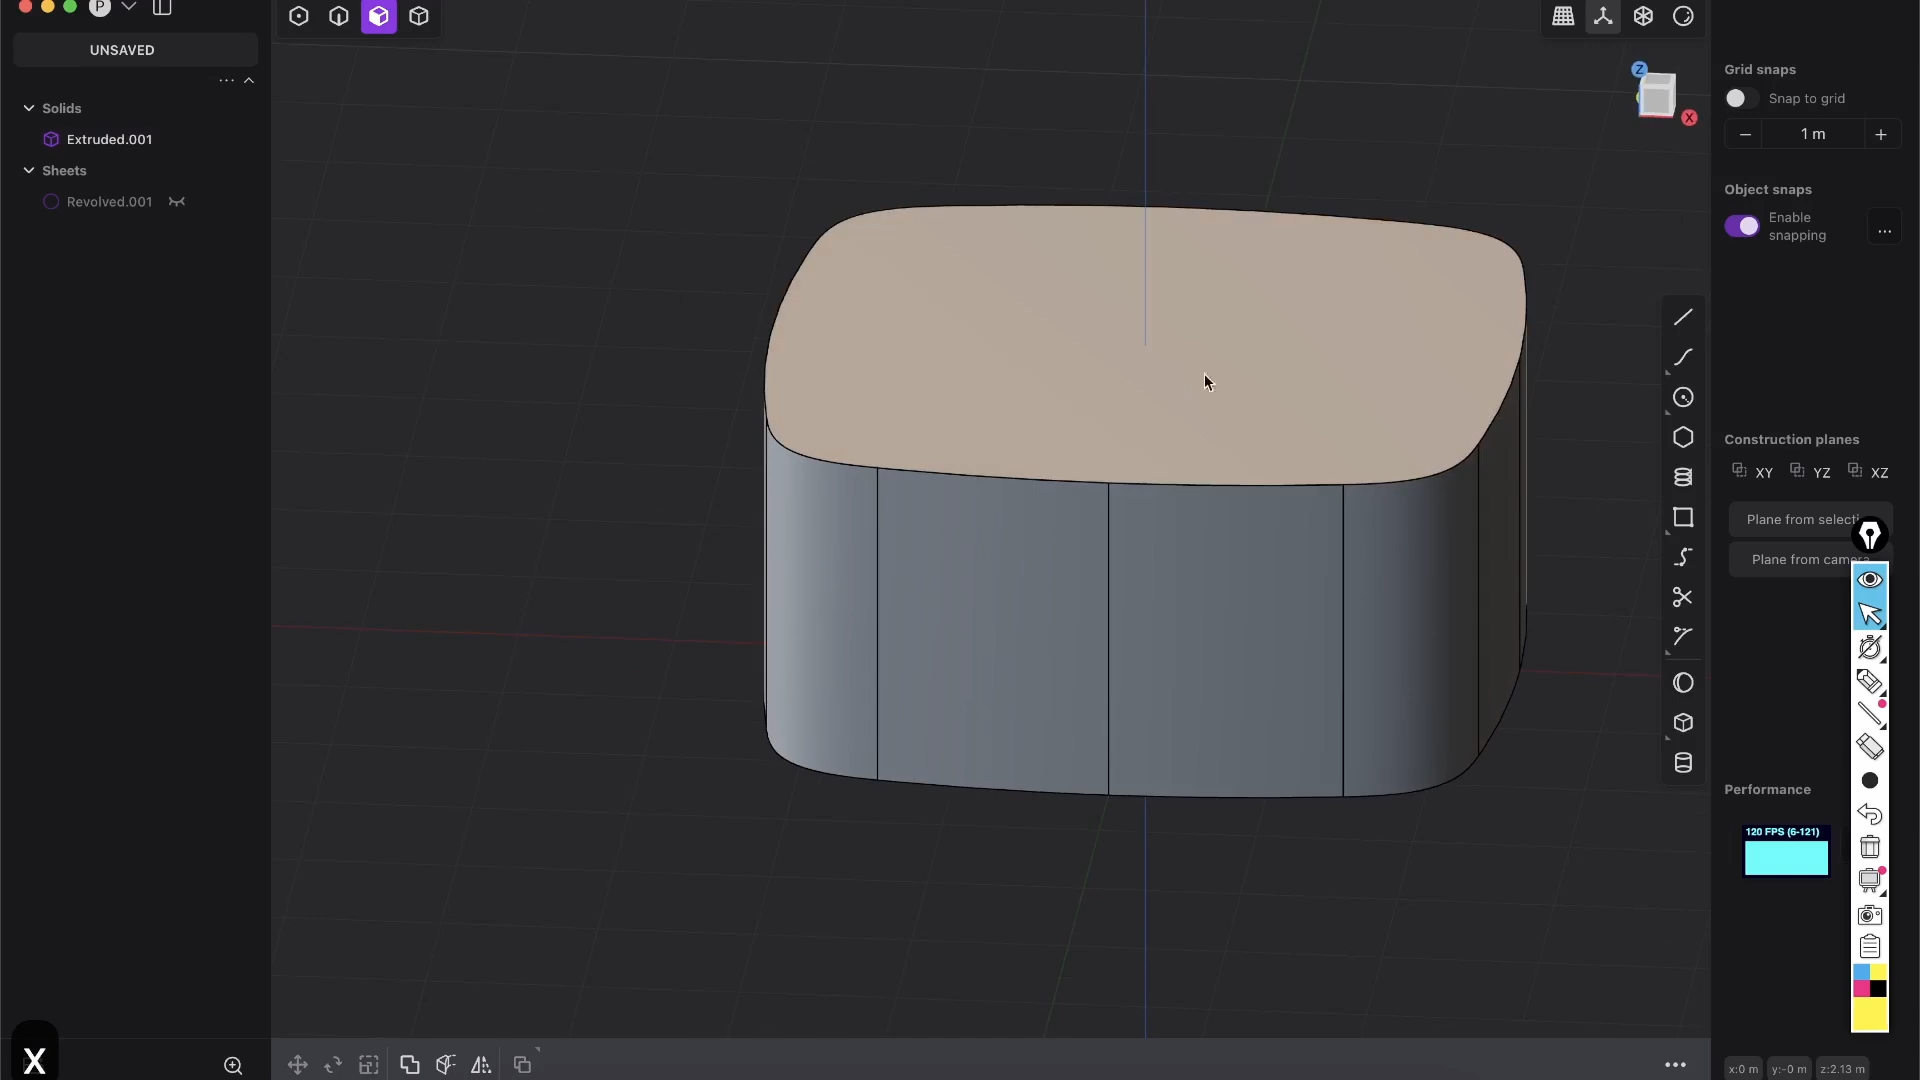 P
UNSAVED
Solids
Extruded.001
Sheets
Revolved.001
Z
X
Grid snaps
Snap to grid
1 m
Object snaps
Enable
snapping
Construction planes
XY YZ XZ
Plane from selecti
Plane from camera
Performance
120 FPS (6-121)
X
x:0 m y:-0 m z:2.13 m